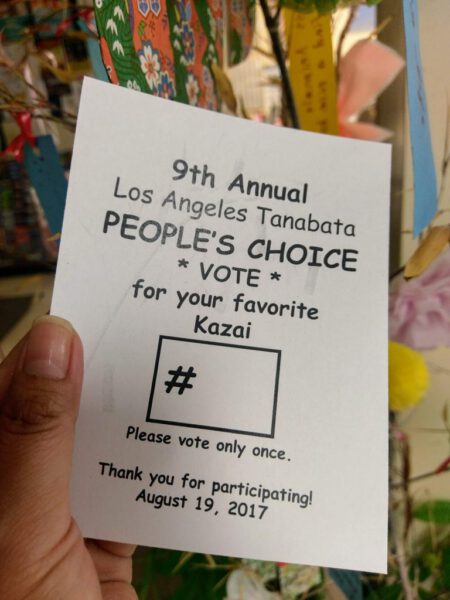 9th Annual
Los Angeles Tanabata
PEOPLE'S CHOICE
* VOTE *
for your favorite
Kazai
#
Please vote only once.
Thank you for participating!
August 19, 2017